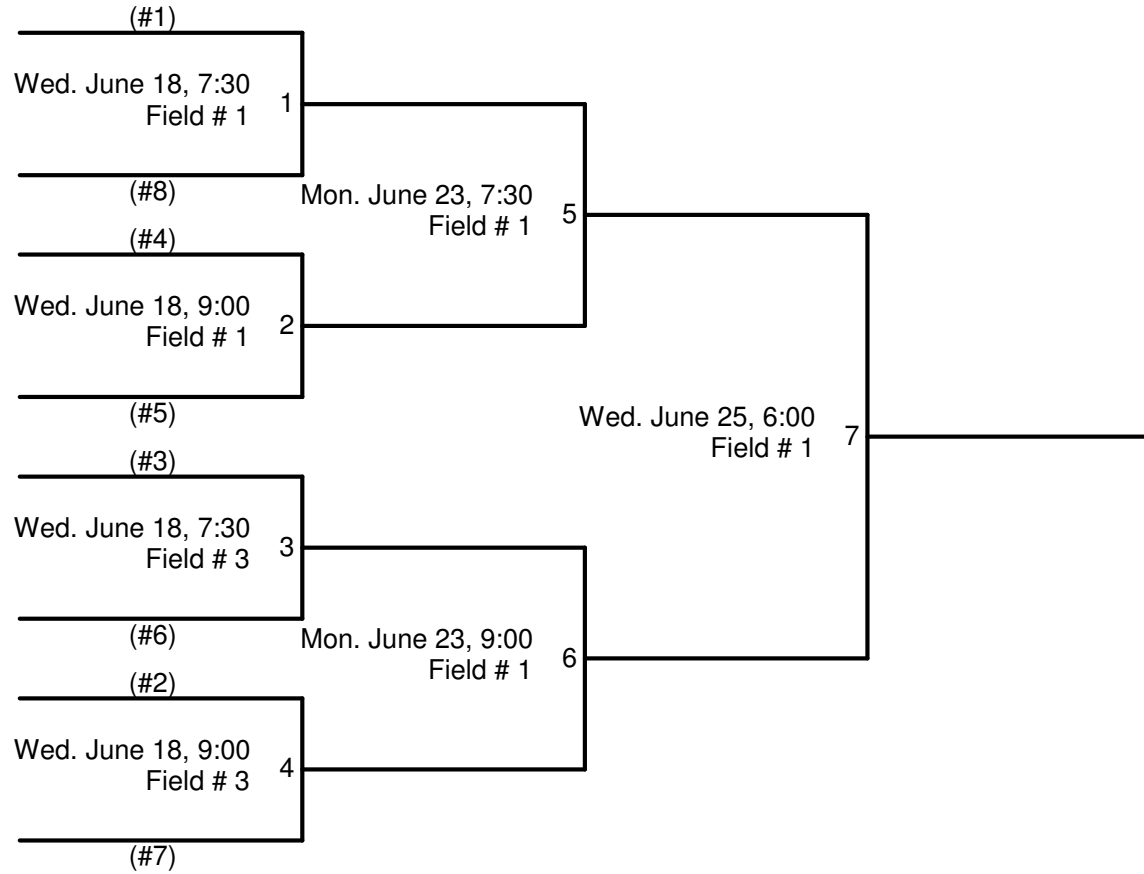 (#1)
Wed. June 18, 7:30
Field # 1
1
(#8)
(#4)
Wed. June 18, 9:00
Field # 1
2
(#5)
(#3)
Wed. June 18, 7:30
Field # 3
3
(#6)
(#2)
Wed. June 18, 9:00
Field # 3
4
(#7)
Mon. June 23, 7:30
Field # 1
5
Mon. June 23, 9:00
Field # 1
6
Wed. June 25, 6:00
Field # 1
7